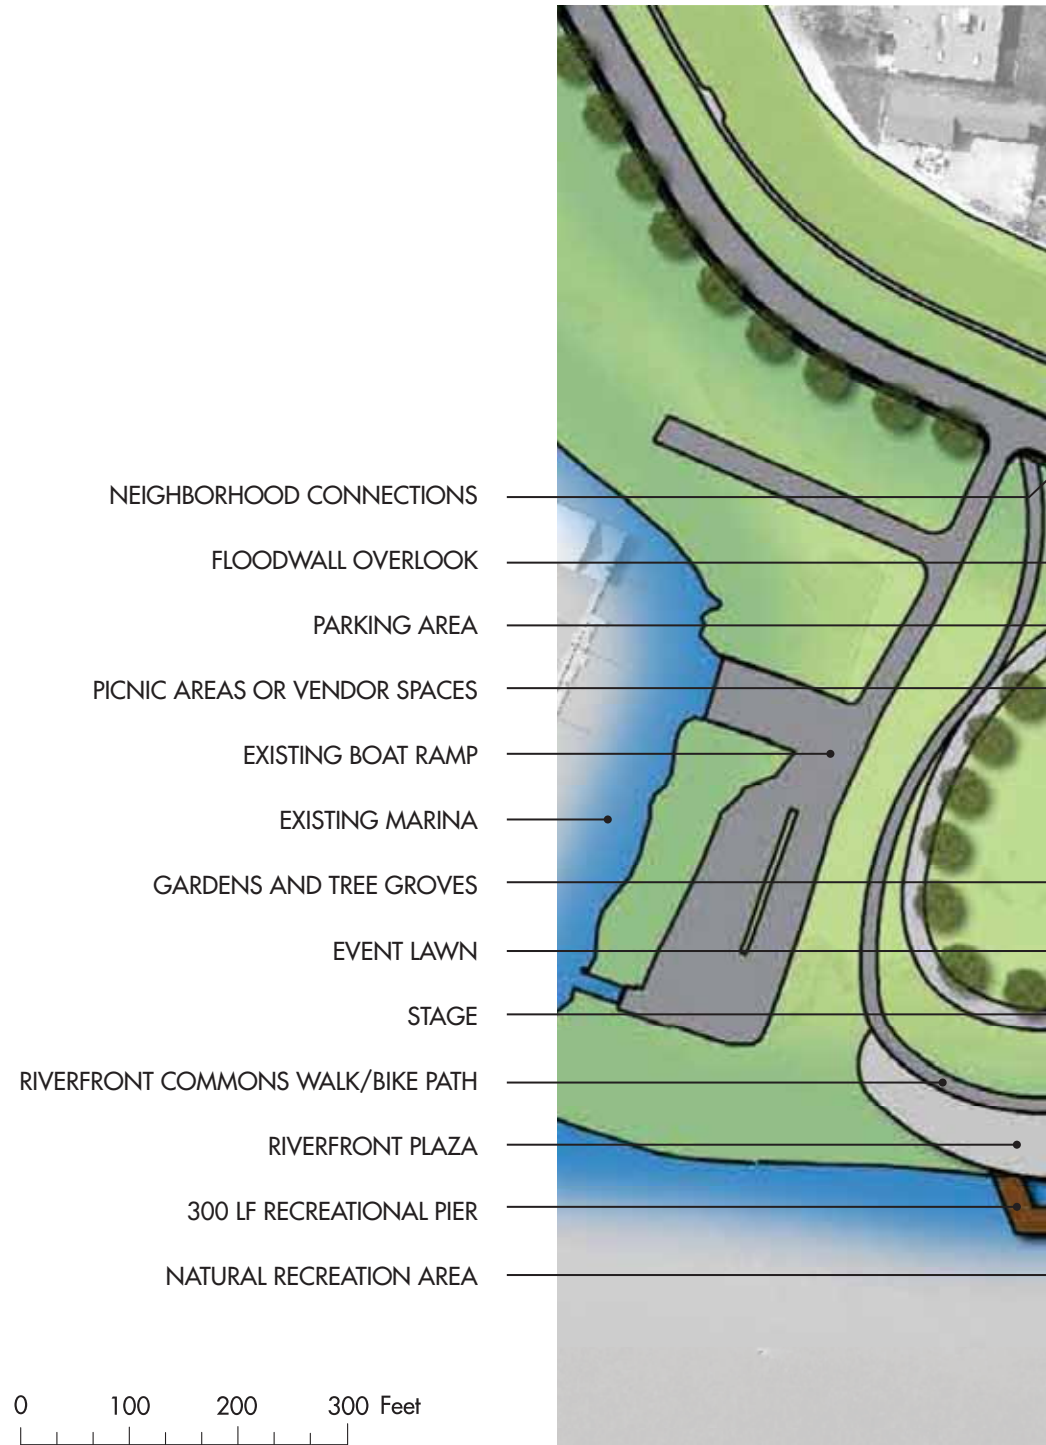 NEIGHBORHOOD CONNECTIONS
FLOODWALL OVERLOOK
PARKING AREA
PICNIC AREAS OR VENDOR SPACES
EXISTING BOAT RAMP
EXISTING MARINA
GARDENS AND TREE GROVES
EVENT LAWN
STAGE
RIVERFRONT COMMONS WALK/BIKE PATH
RIVERFRONT PLAZA
300 LF RECREATIONAL PIER
NATURAL RECREATION AREA
0 100 200 300 Feet